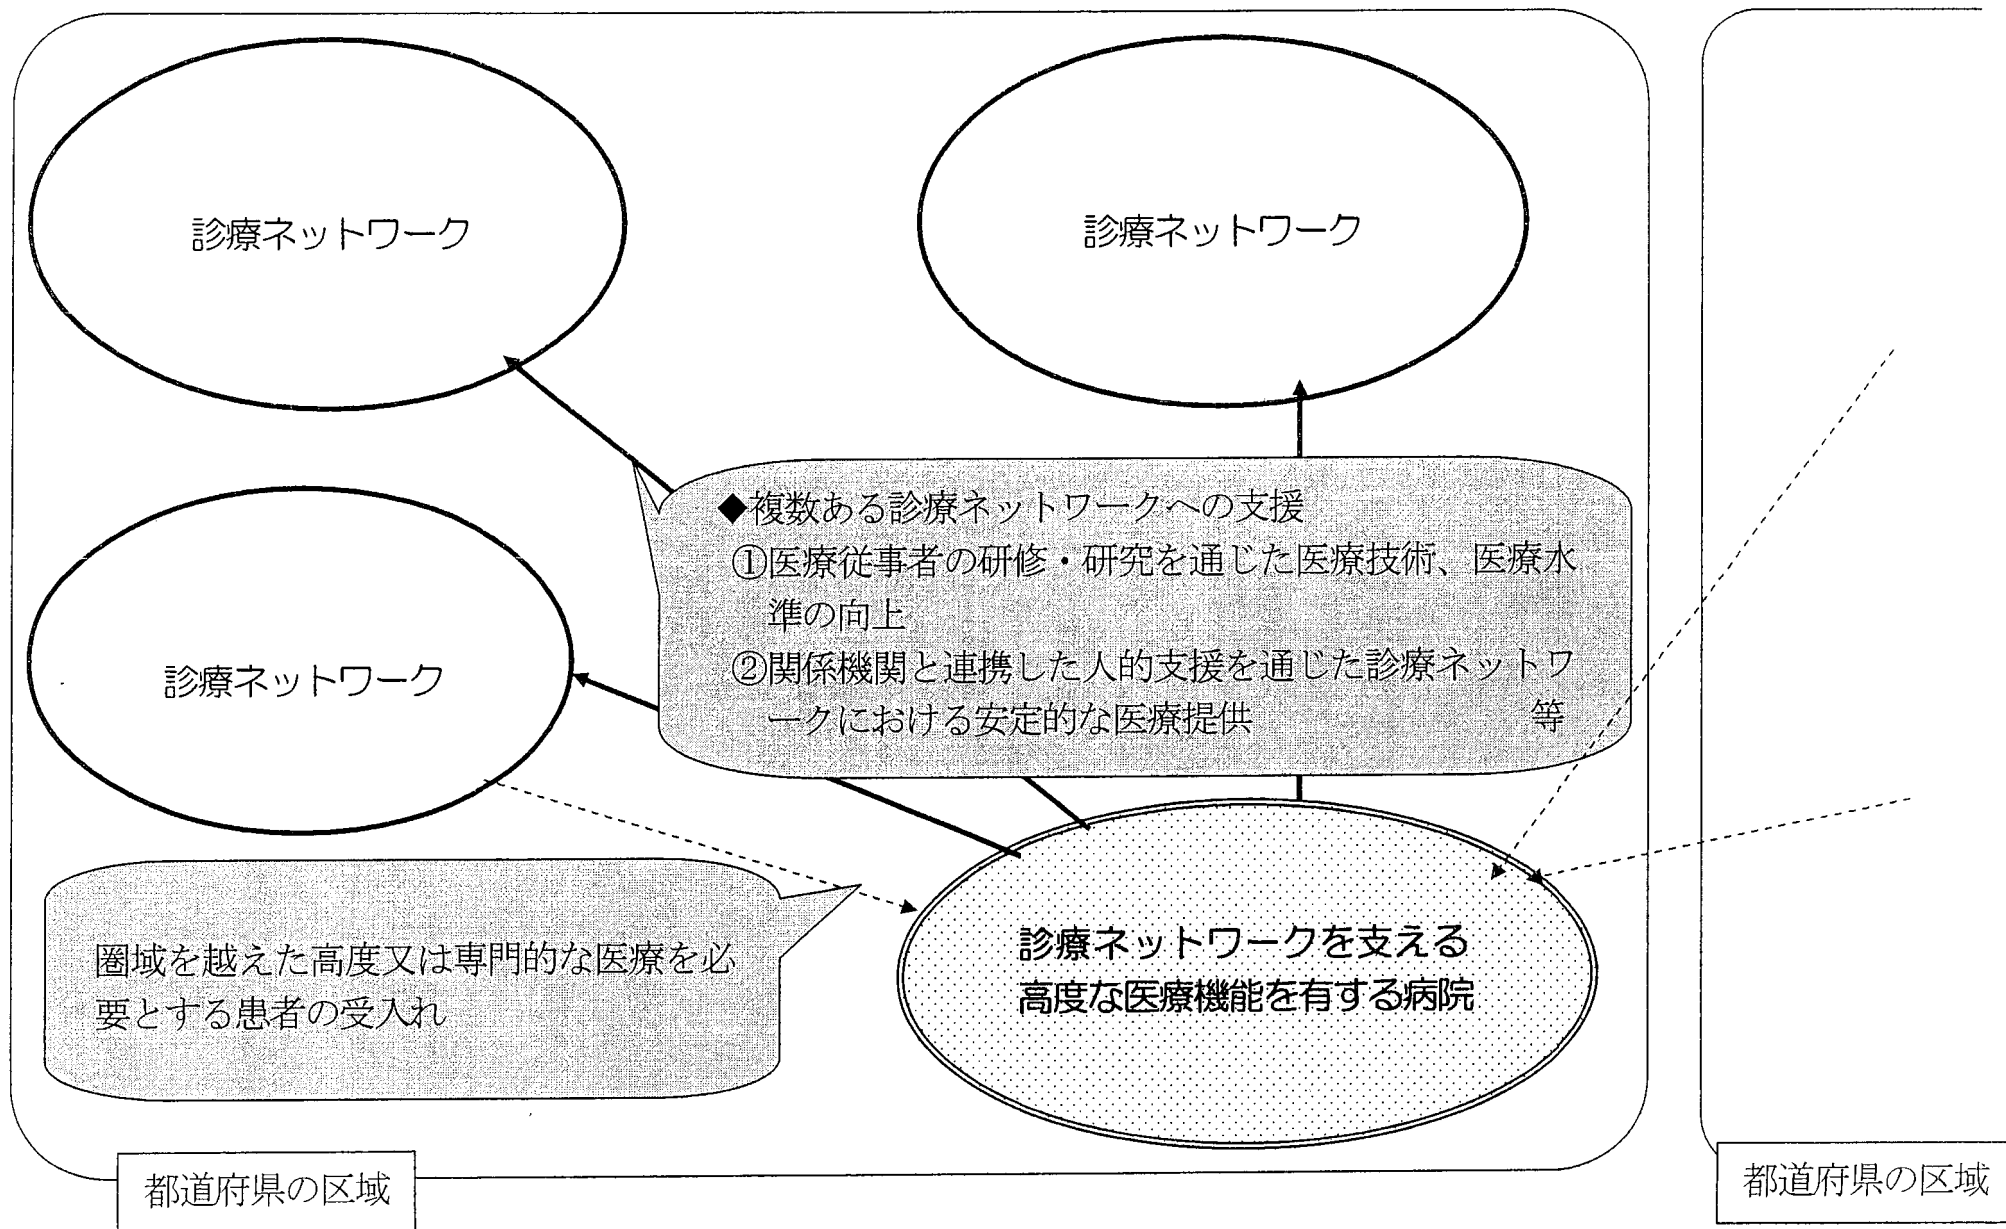 診療ネットワーク
診療ネットワーク
◆複数ある診療ネットワークへの支援
①医療従事者の研修・研究を通じた医療技術、医療水
準の向上
②関係機関と連携した人的支援を通じた診療ネットワ
ークにおける安定的な医療提供　等
診療ネットワーク
圏域を越えた高度又は専門的な医療を必
要とする患者の受入れ
診療ネットワークを支える
高度な医療機能を有する病院
都道府県の区域
都道府県の区域